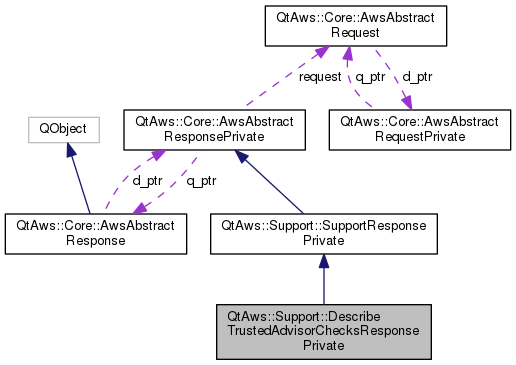 QtAws::Core::AwsAbstract
Request
request
q_ptr
d_ptr
QObject
QtAws::Core::AwsAbstract
ResponsePrivate
QtAws::Core::AwsAbstract
RequestPrivate
d_ptr
q_ptr
QtAws::Core::AwsAbstract
Response
QtAws::Support::SupportResponse
Private
QtAws::Support::Describe
TrustedAdvisorChecksResponse
Private